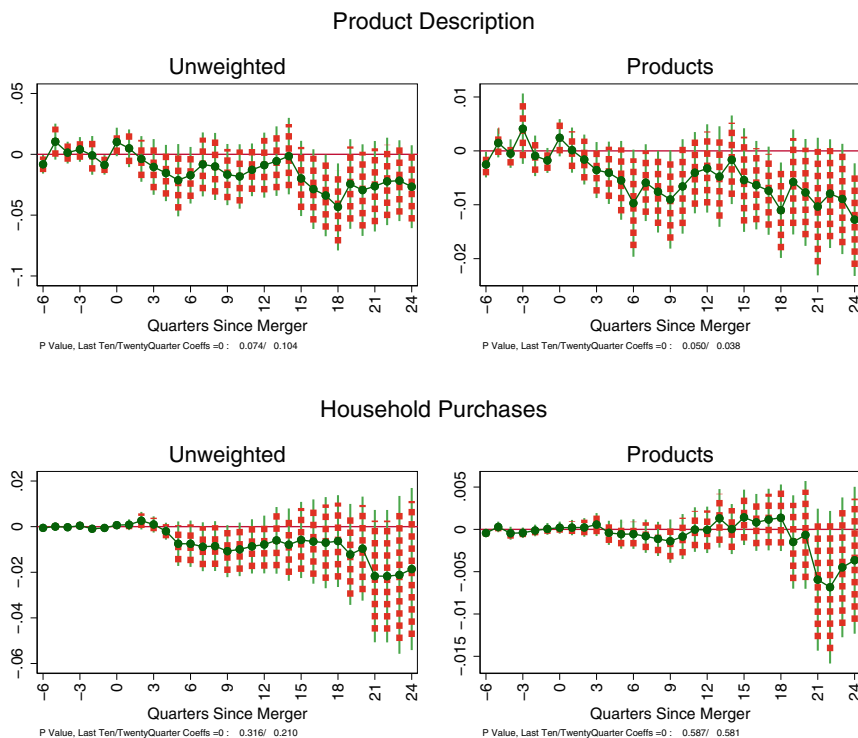 Product Description
Unweighted
.05
0
−.05
−.1
−6 −3 0 3 6 9 12 15 18 21 24
Quarters Since Merger
P Value, Last Ten/TwentyQuarter Coeffs =0 : 0.074/ 0.104
Products
.01
0
−.01
−.02
−6 −3 0 3 6 9 12 15 18 21 24
Quarters Since Merger
P Value, Last Ten/TwentyQuarter Coeffs =0 : 0.050/ 0.038
Household Purchases
Unweighted
.02
0
−.02
−.04
−.06
−6 −3 0 3 6 9 12 15 18 21 24
Quarters Since Merger
P Value, Last Ten/TwentyQuarter Coeffs =0 : 0.316/ 0.210
Products
.005
0
−.005
−.01
−.015
−6 −3 0 3 6 9 12 15 18 21 24
Quarters Since Merger
P Value, Last Ten/TwentyQuarter Coeffs =0 : 0.587/ 0.581